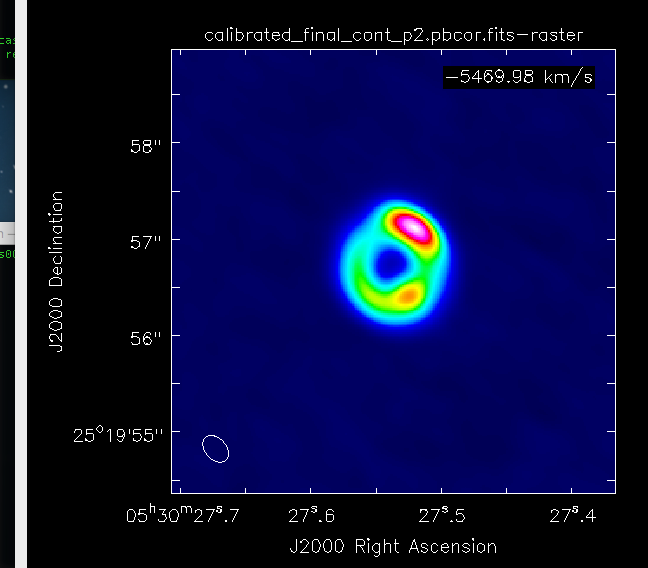 calibrated_final_cont_p2.pbcor.fits-raster
-5469.98 km/s
58"
57"
56"
25°19'55"
J2000 Declination
05ʰ30ᵐ27ˢ.7
27ˢ.6
27ˢ.5
27ˢ.4
J2000 Right Ascension